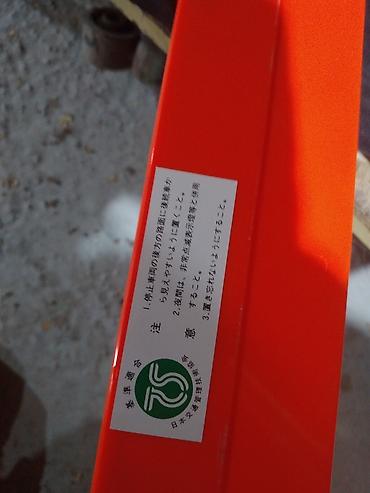 注意
1.停止車両の後方の路面に後続車か
ら見えやすいように置くこと。
2.夜間は、非常点滅表示燈等と併用
すること。
3.置き忘れないようにすること。
基準適合
日本交通管理技術協会